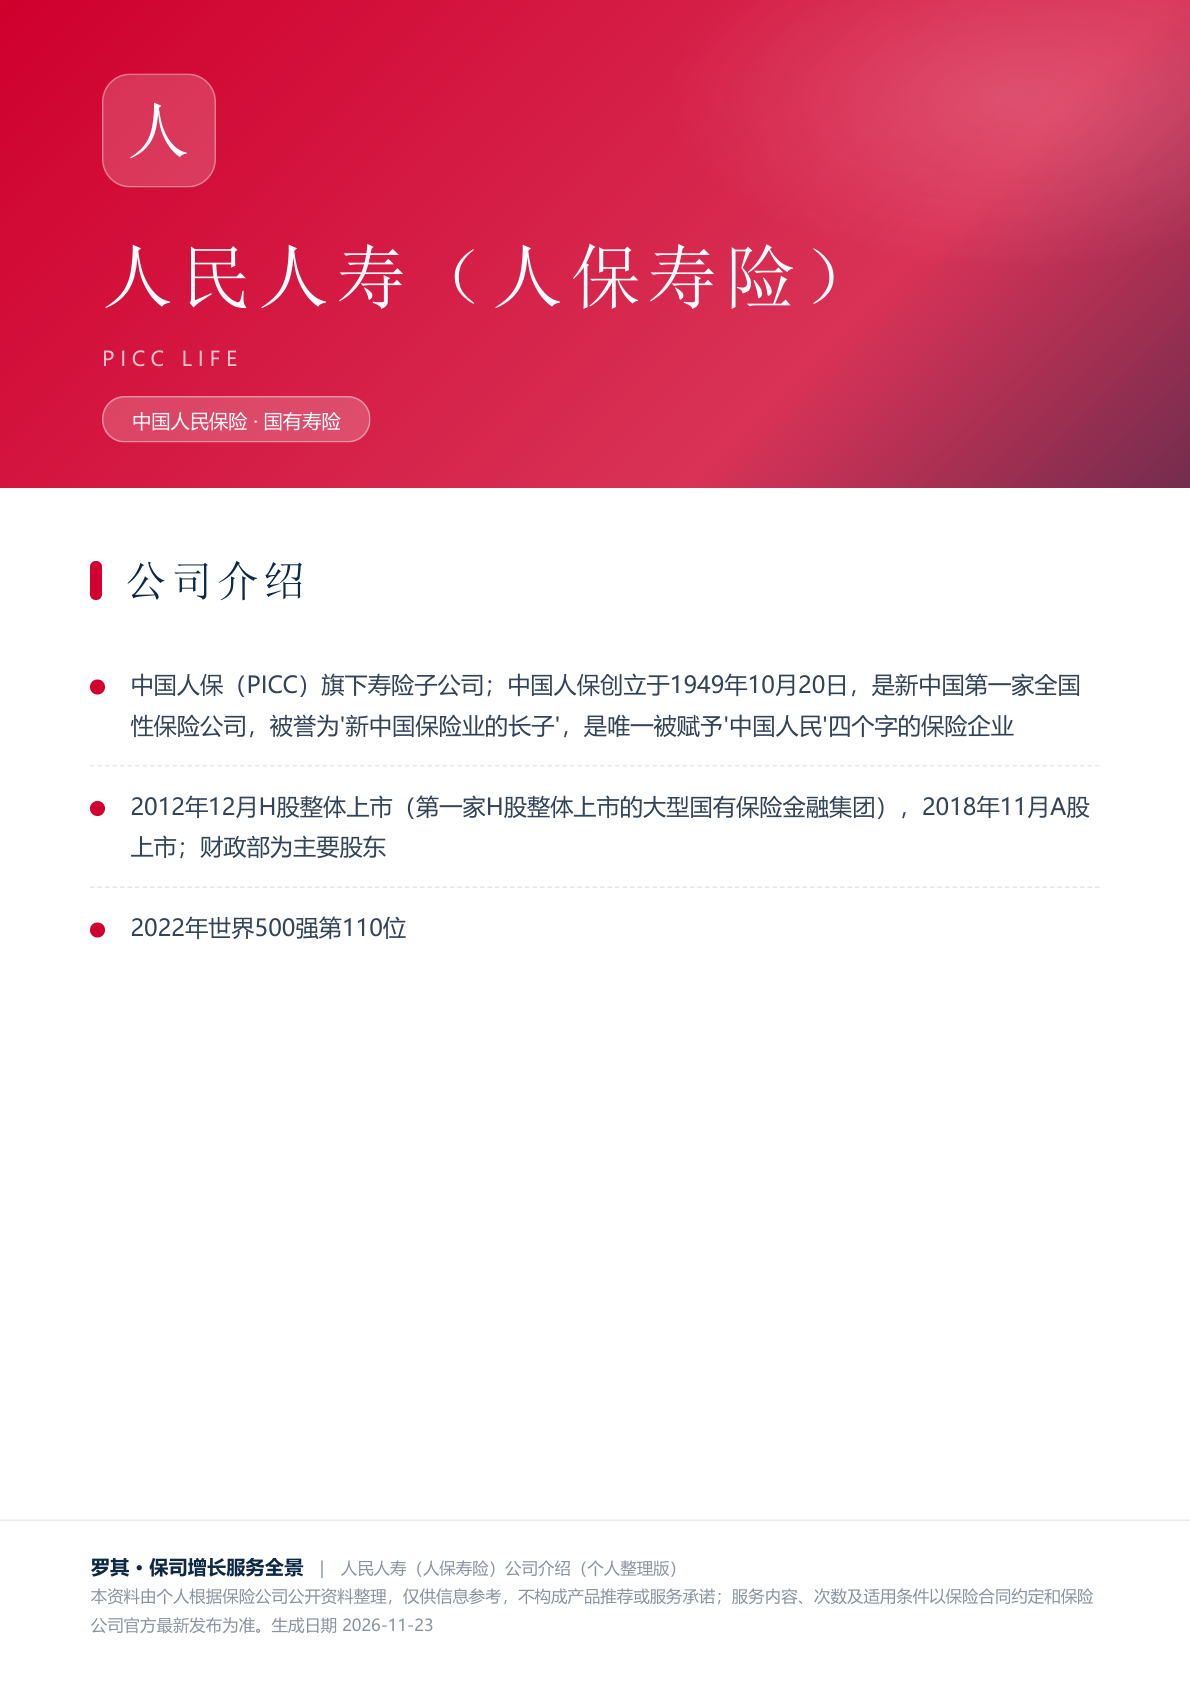 人
人民人寿（人保寿险）
PICC LIFE
中国人民保险 · 国有寿险
公司介绍
中国人保（PICC）旗下寿险子公司；中国人保创立于1949年10月20日，是新中国第一家全国
性保险公司，被誉为'新中国保险业的长子'，是唯一被赋予'中国人民'四个字的保险企业
2012年12月H股整体上市（第一家H股整体上市的大型国有保险金融集团），2018年11月A股
上市；财政部为主要股东
2022年世界500强第110位
罗其 · 保司增长服务全景 | 人民人寿（人保寿险）公司介绍（个人整理版）
本资料由个人根据保险公司公开资料整理，仅供信息参考，不构成产品推荐或服务承诺；服务内容、次数及适用条件以保险合同约定和保险
公司官方最新发布为准。生成日期 2026-11-23